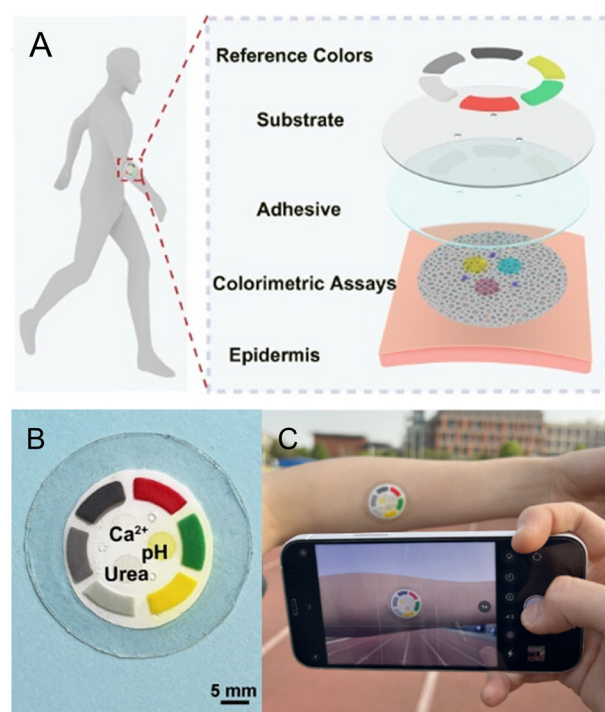 A
Reference Colors
Substrate
Adhesive
Colorimetric Assays
Epidermis
B
Ca²⁺
pH
Urea
5 mm
C